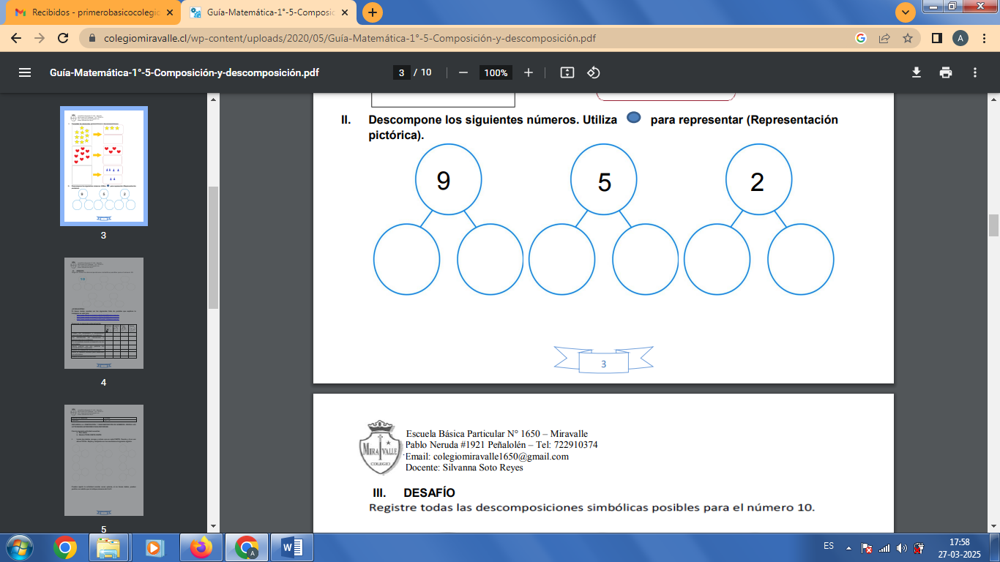 Recibidos - primerobasicocolegio
Guía-Matemática-1°-5-Composic
colegiomiravalle.cl/wp-content/uploads/2020/05/Guía-Matemática-1°-5-Composición-y-descomposición.pdf
A
Guía-Matemática-1°-5-Composición-y-descomposición.pdf
3 / 10
100%
3
4
5
II. Descompone los siguientes números. Utiliza para representar (Representación
pictórica).
9 5 2
3
MIRAVALLE
COLEGIO
Escuela Básica Particular N° 1650 – Miravalle
Pablo Neruda #1921 Peñalolén – Tel: 722910374
Email: colegiomiravalle1650@gmail.com
Docente: Silvanna Soto Reyes
III. DESAFÍO
Registre todas las descomposiciones simbólicas posibles para el número 10.
ES
17:58
27-03-2025